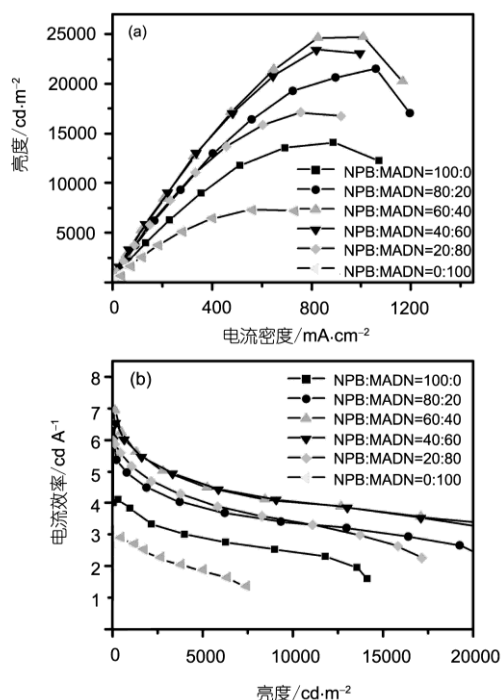 (a)
25000
20000
15000
10000
5000
亮度/cd·m⁻²
NPB:MADN=100:0
NPB:MADN=80:20
NPB:MADN=60:40
NPB:MADN=40:60
NPB:MADN=20:80
NPB:MADN=0:100
0 400 800 1200
电流密度/mA·cm⁻²
(b)
8
7
6
5
4
3
2
1
电流效率/cd A⁻¹
NPB:MADN=100:0
NPB:MADN=80:20
NPB:MADN=60:40
NPB:MADN=40:60
NPB:MADN=20:80
NPB:MADN=0:100
0 5000 10000 15000 20000
亮度/cd·m⁻²